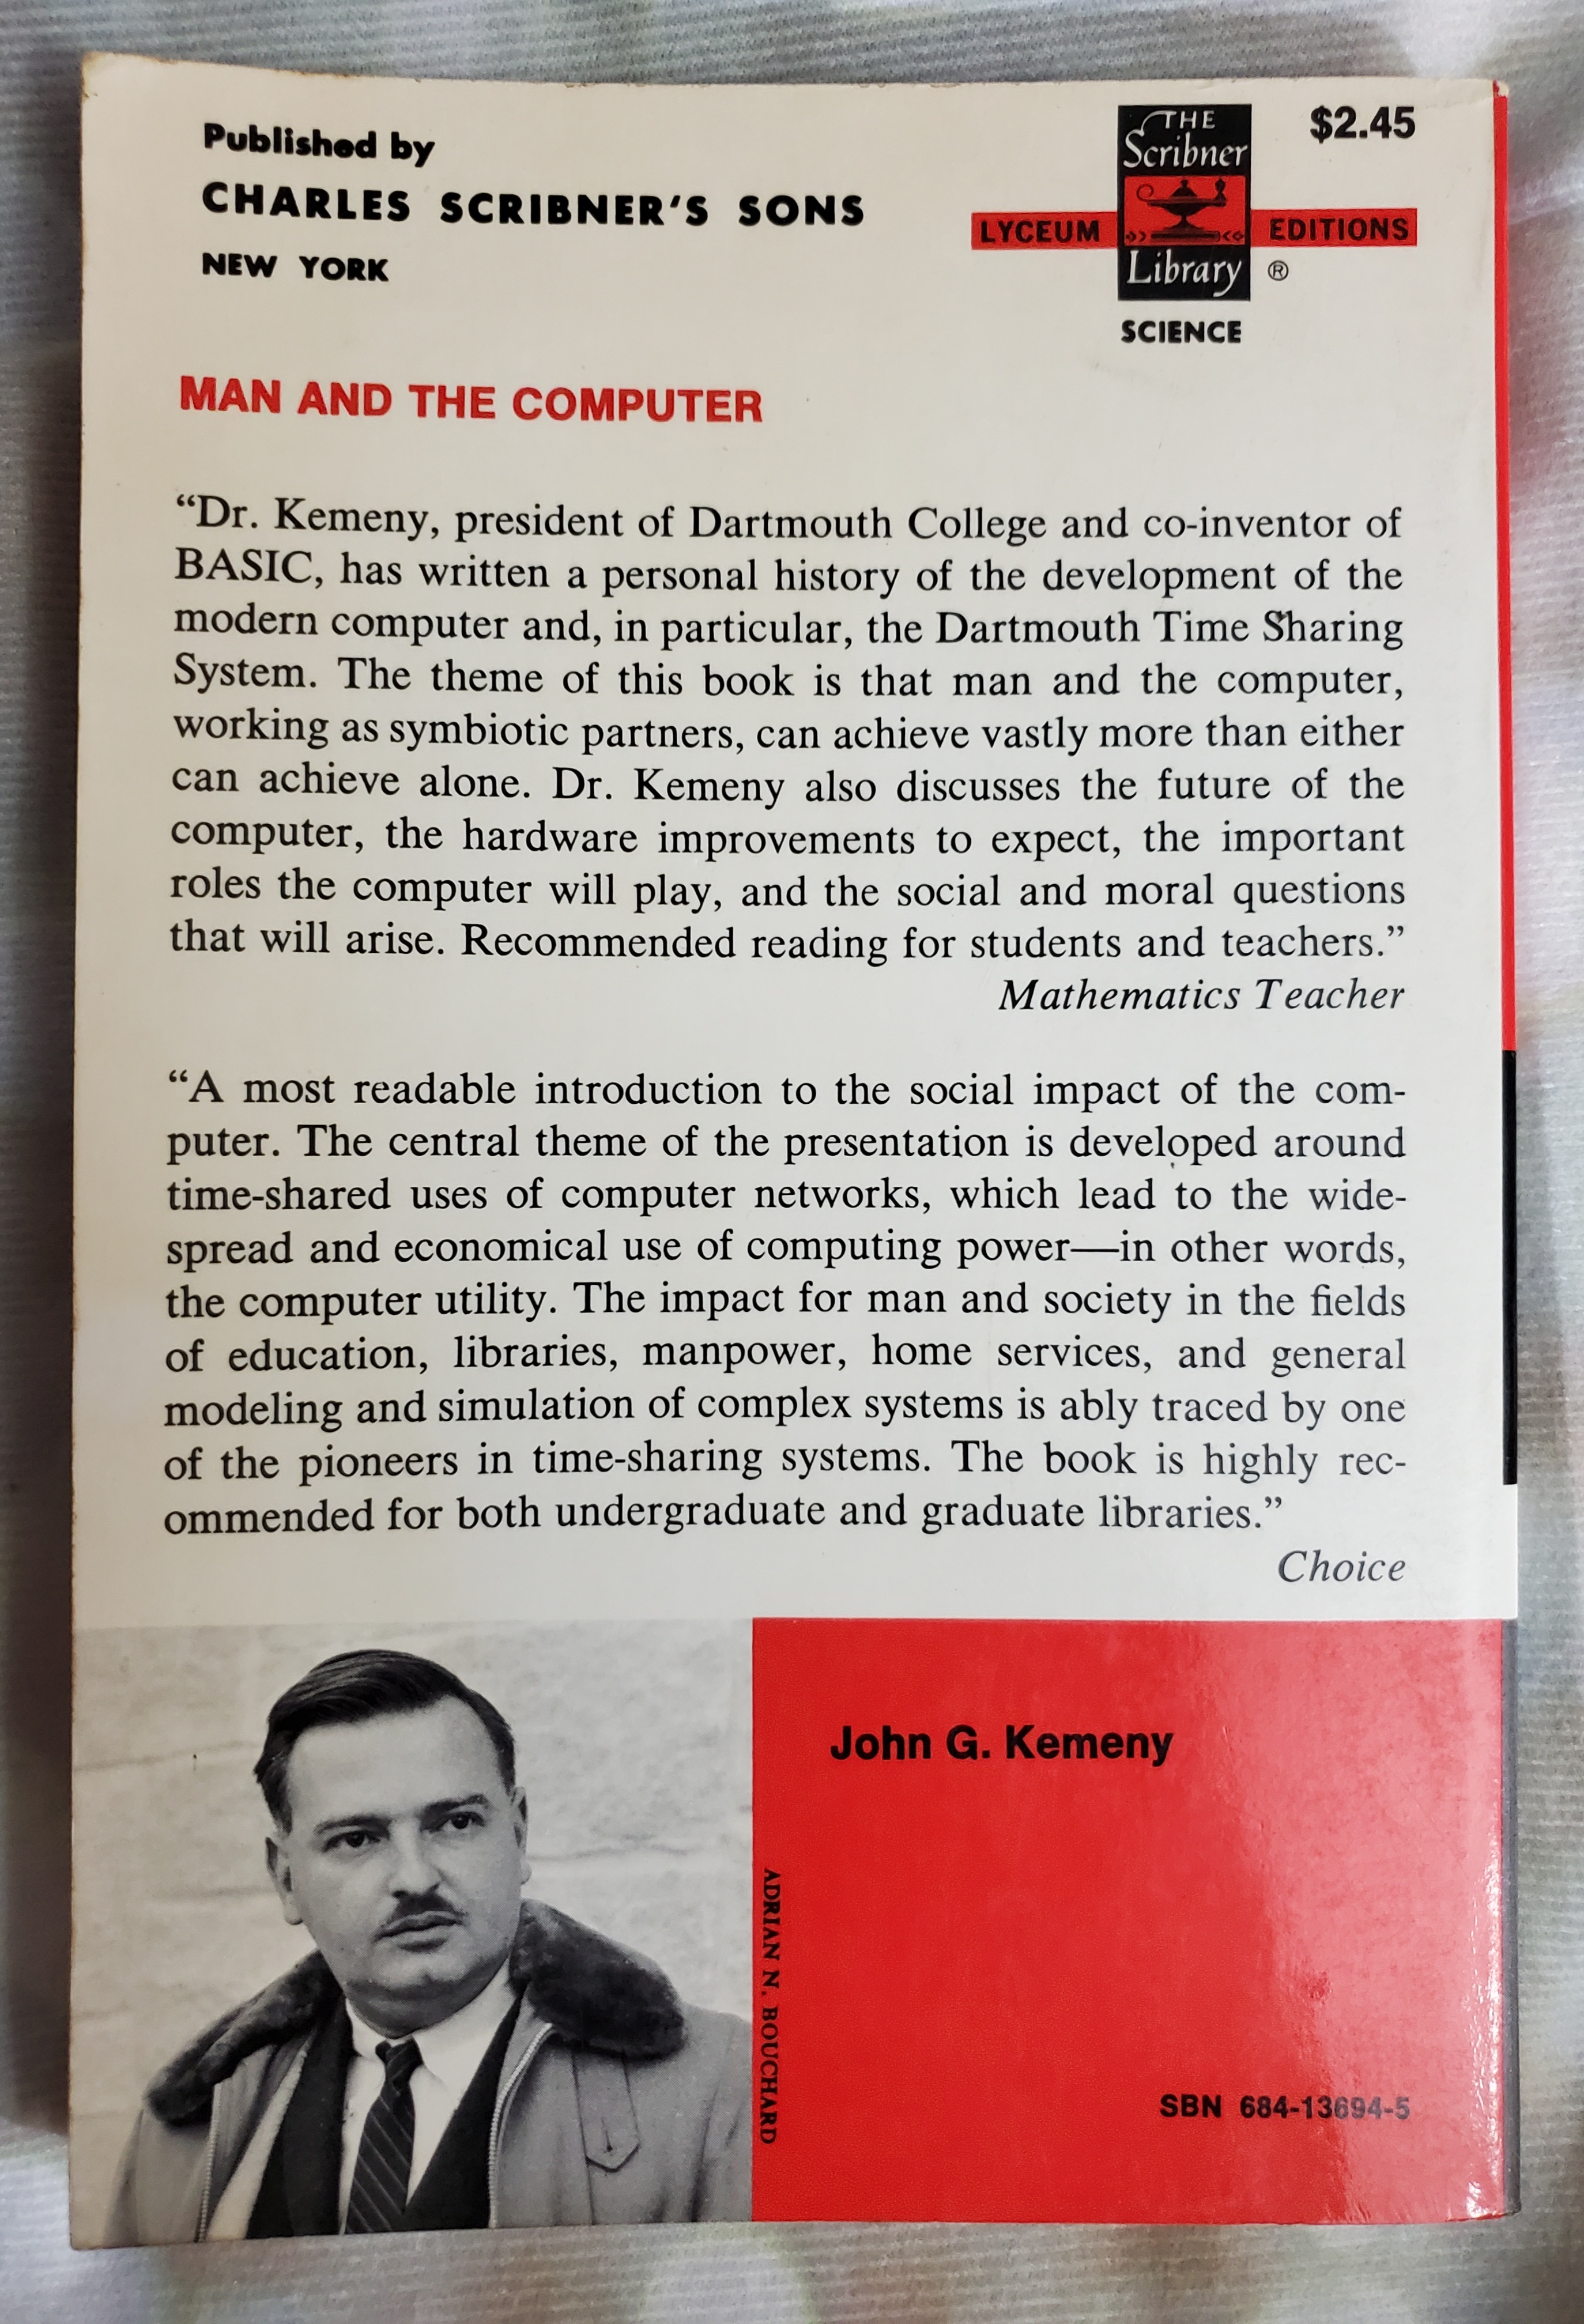 Published by
CHARLES SCRIBNER'S SONS
NEW YORK
THE
Scribner
LYCEUM EDITIONS
Library ®
SCIENCE
$2.45
MAN AND THE COMPUTER
“Dr. Kemeny, president of Dartmouth College and co-inventor of
BASIC, has written a personal history of the development of the
modern computer and, in particular, the Dartmouth Time Sharing
System. The theme of this book is that man and the computer,
working as symbiotic partners, can achieve vastly more than either
can achieve alone. Dr. Kemeny also discusses the future of the
computer, the hardware improvements to expect, the important
roles the computer will play, and the social and moral questions
that will arise. Recommended reading for students and teachers.”
Mathematics Teacher
“A most readable introduction to the social impact of the com-
puter. The central theme of the presentation is developed around
time-shared uses of computer networks, which lead to the wide-
spread and economical use of computing power—in other words,
the computer utility. The impact for man and society in the fields
of education, libraries, manpower, home services, and general
modeling and simulation of complex systems is ably traced by one
of the pioneers in time-sharing systems. The book is highly rec-
ommended for both undergraduate and graduate libraries.”
Choice
John G. Kemeny
ADRIAN N. BOUCHARD
SBN 684-13694-5